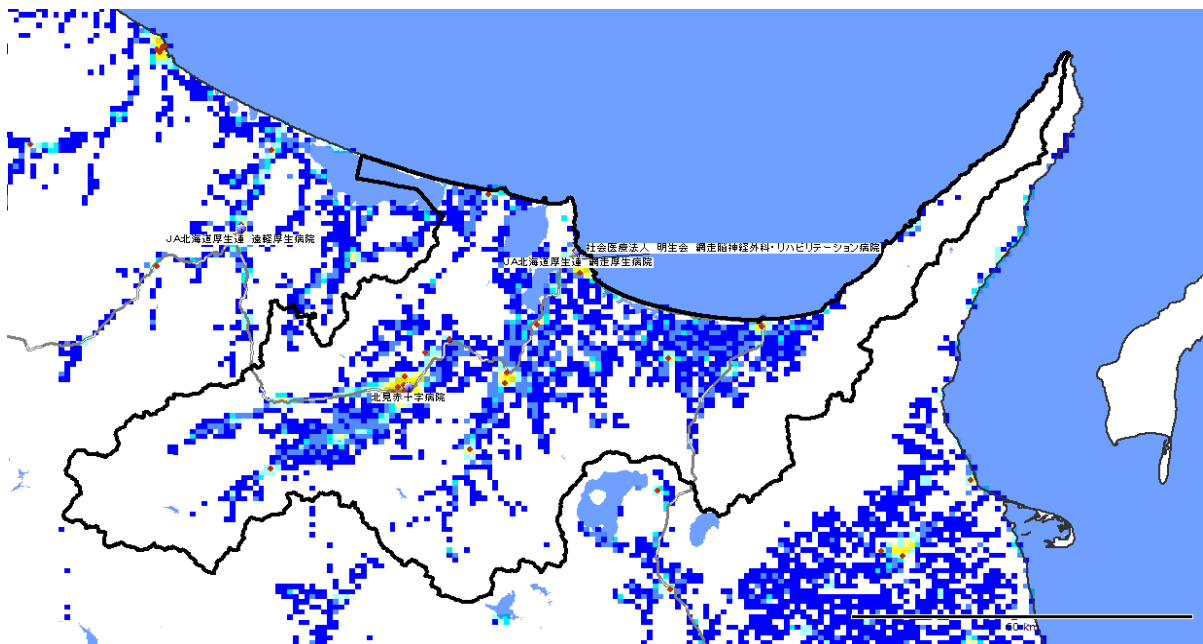 JA北海道厚生連 遠軽厚生病院
社会医療法人 明生会 網走脳神経外科・リハビリテーション病院
JA北海道厚生連 網走厚生病院
北見赤十字病院
60 km